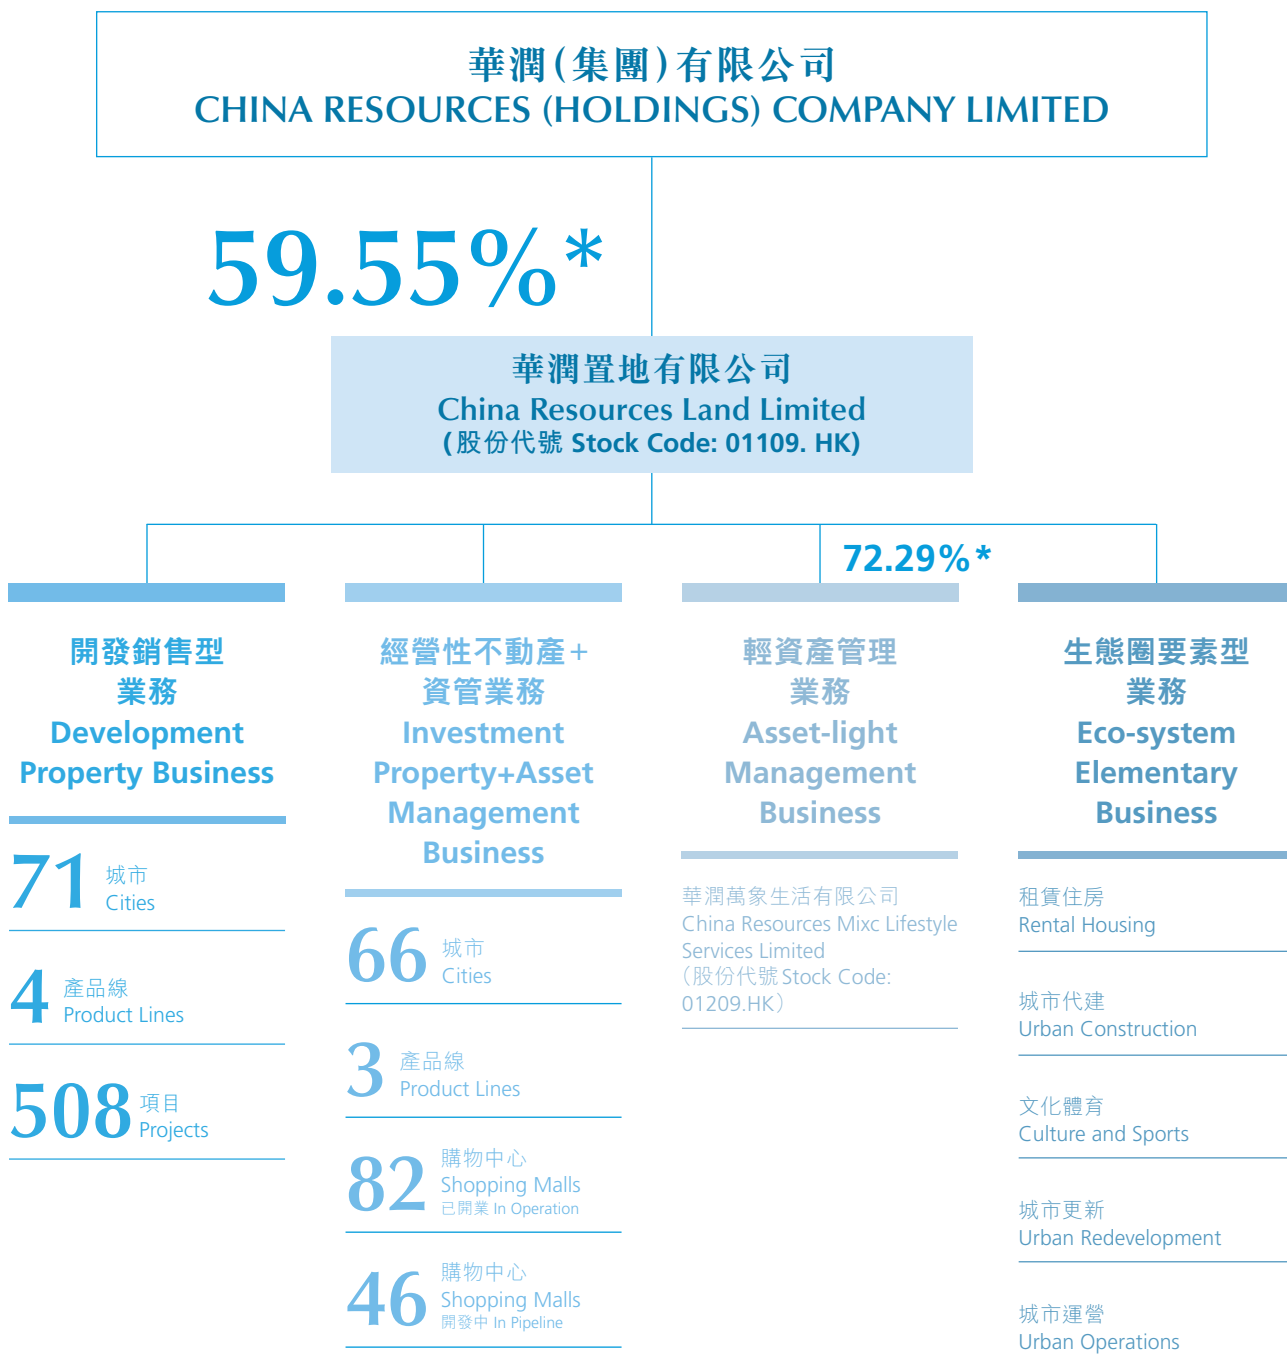 華潤(集團)有限公司
CHINA RESOURCES (HOLDINGS) COMPANY LIMITED
59.55%*
華潤置地有限公司
China Resources Land Limited
(股份代號 Stock Code: 01109. HK)
72.29%*
開發銷售型
業務
Development
Property Business
71 城市
Cities
4 產品線
Product Lines
508 項目
Projects
經營性不動產+
資管業務
Investment
Property+Asset
Management
Business
66 城市
Cities
3 產品線
Product Lines
82 購物中心
Shopping Malls
已開業 In Operation
46 購物中心
Shopping Malls
開發中 In Pipeline
輕資產管理
業務
Asset-light
Management
Business
華潤萬象生活有限公司
China Resources Mixc Lifestyle
Services Limited
(股份代號 Stock Code:
01209.HK)
生態圈要素型
業務
Eco-system
Elementary
Business
租賃住房
Rental Housing
城市代建
Urban Construction
文化體育
Culture and Sports
城市更新
Urban Redevelopment
城市運營
Urban Operations